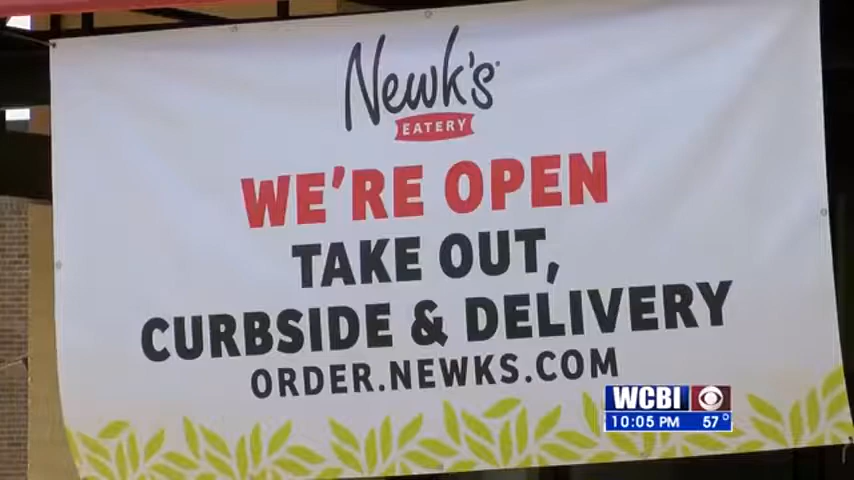 Newk's
EATERY
WE'RE OPEN
TAKE OUT,
CURBSIDE & DELIVERY
ORDER.NEWKS.COM
WCBI
10:05 PM 57°